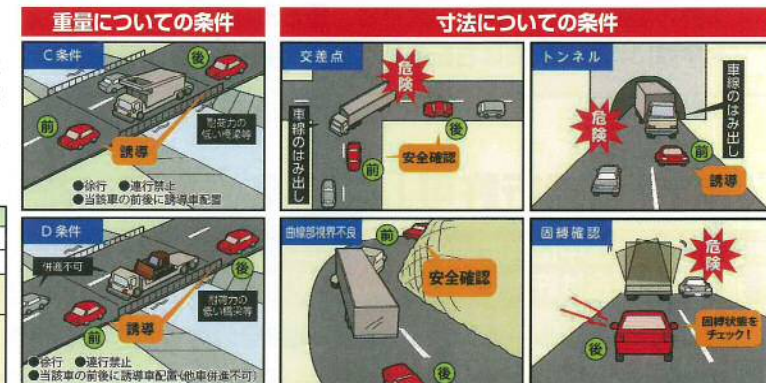 重量についての条件
C条件
後
前
誘導
耐荷力の
低い橋梁等
●徐行 ●連行禁止
●当該車の前後に誘導車配置
D条件
併進不可
後
前
誘導
耐荷力の
低い橋梁等
●徐行 ●連行禁止
●当該車の前後に誘導車配置(他車併進不可)
寸法についての条件
交差点
危険
車線のはみ出し
後
前
安全確認
トンネル
車線のはみ出し
危険
前
誘導
曲線部視界不良
前
安全確認
後
固縛確認
危険
後
固縛状態を
チェック!